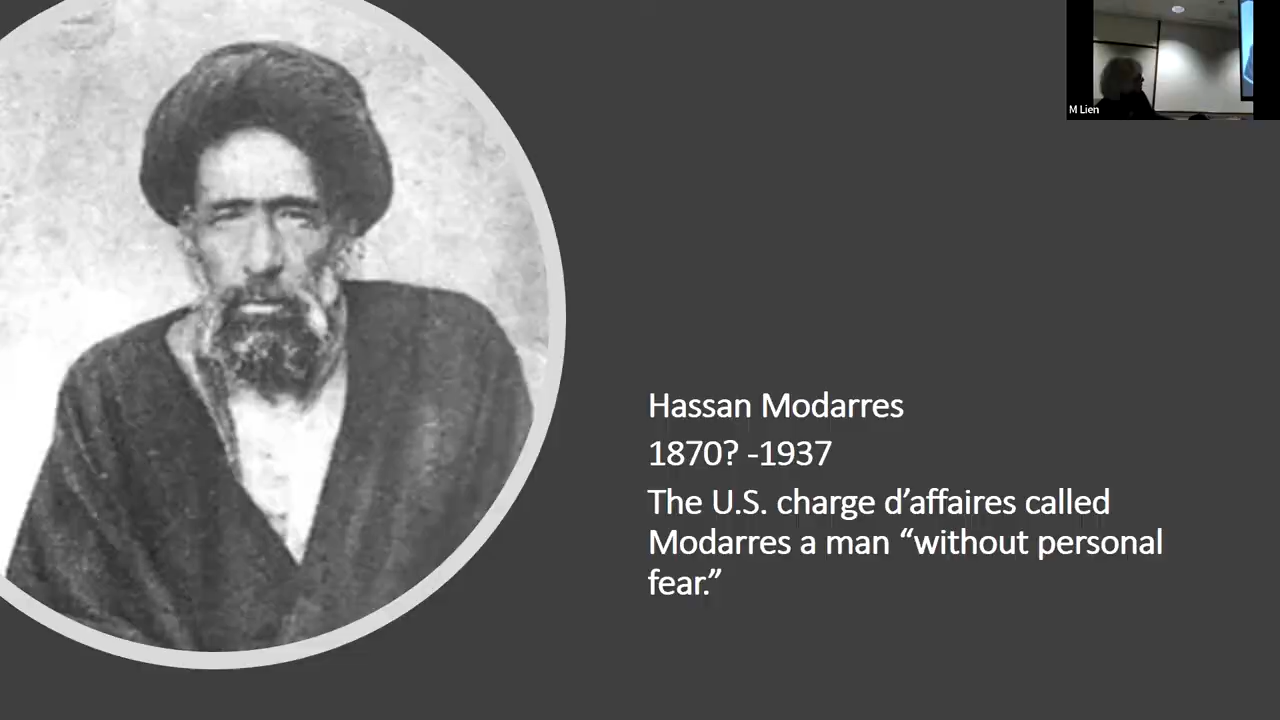 M Lien
Hassan Modarres
1870? -1937
The U.S. charge d’affaires called
Modarres a man “without personal
fear.”